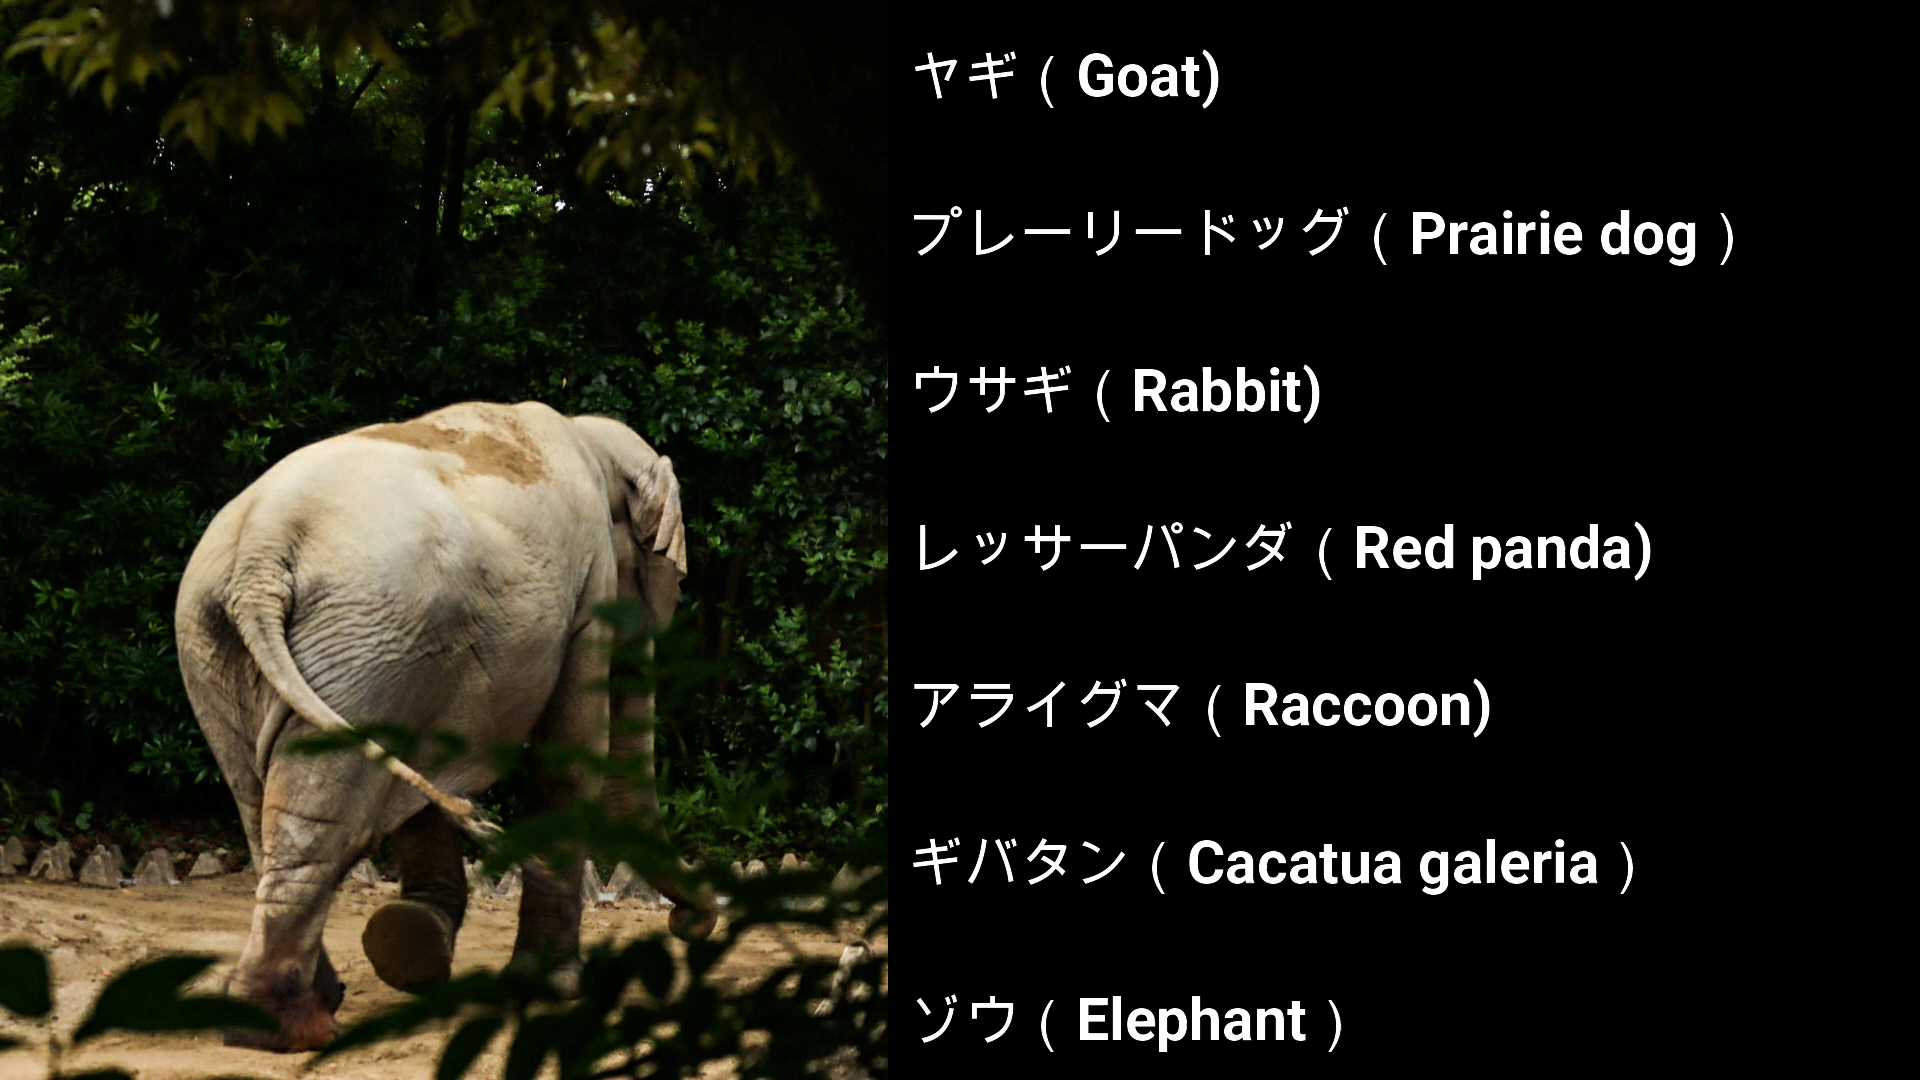 ヤギ（ Goat)
プレーリードッグ（ Prairie dog ）
ウサギ（ Rabbit)
レッサーパンダ（ Red panda)
アライグマ（ Raccoon)
ギバタン（ Cacatua galeria ）
ゾウ（ Elephant ）